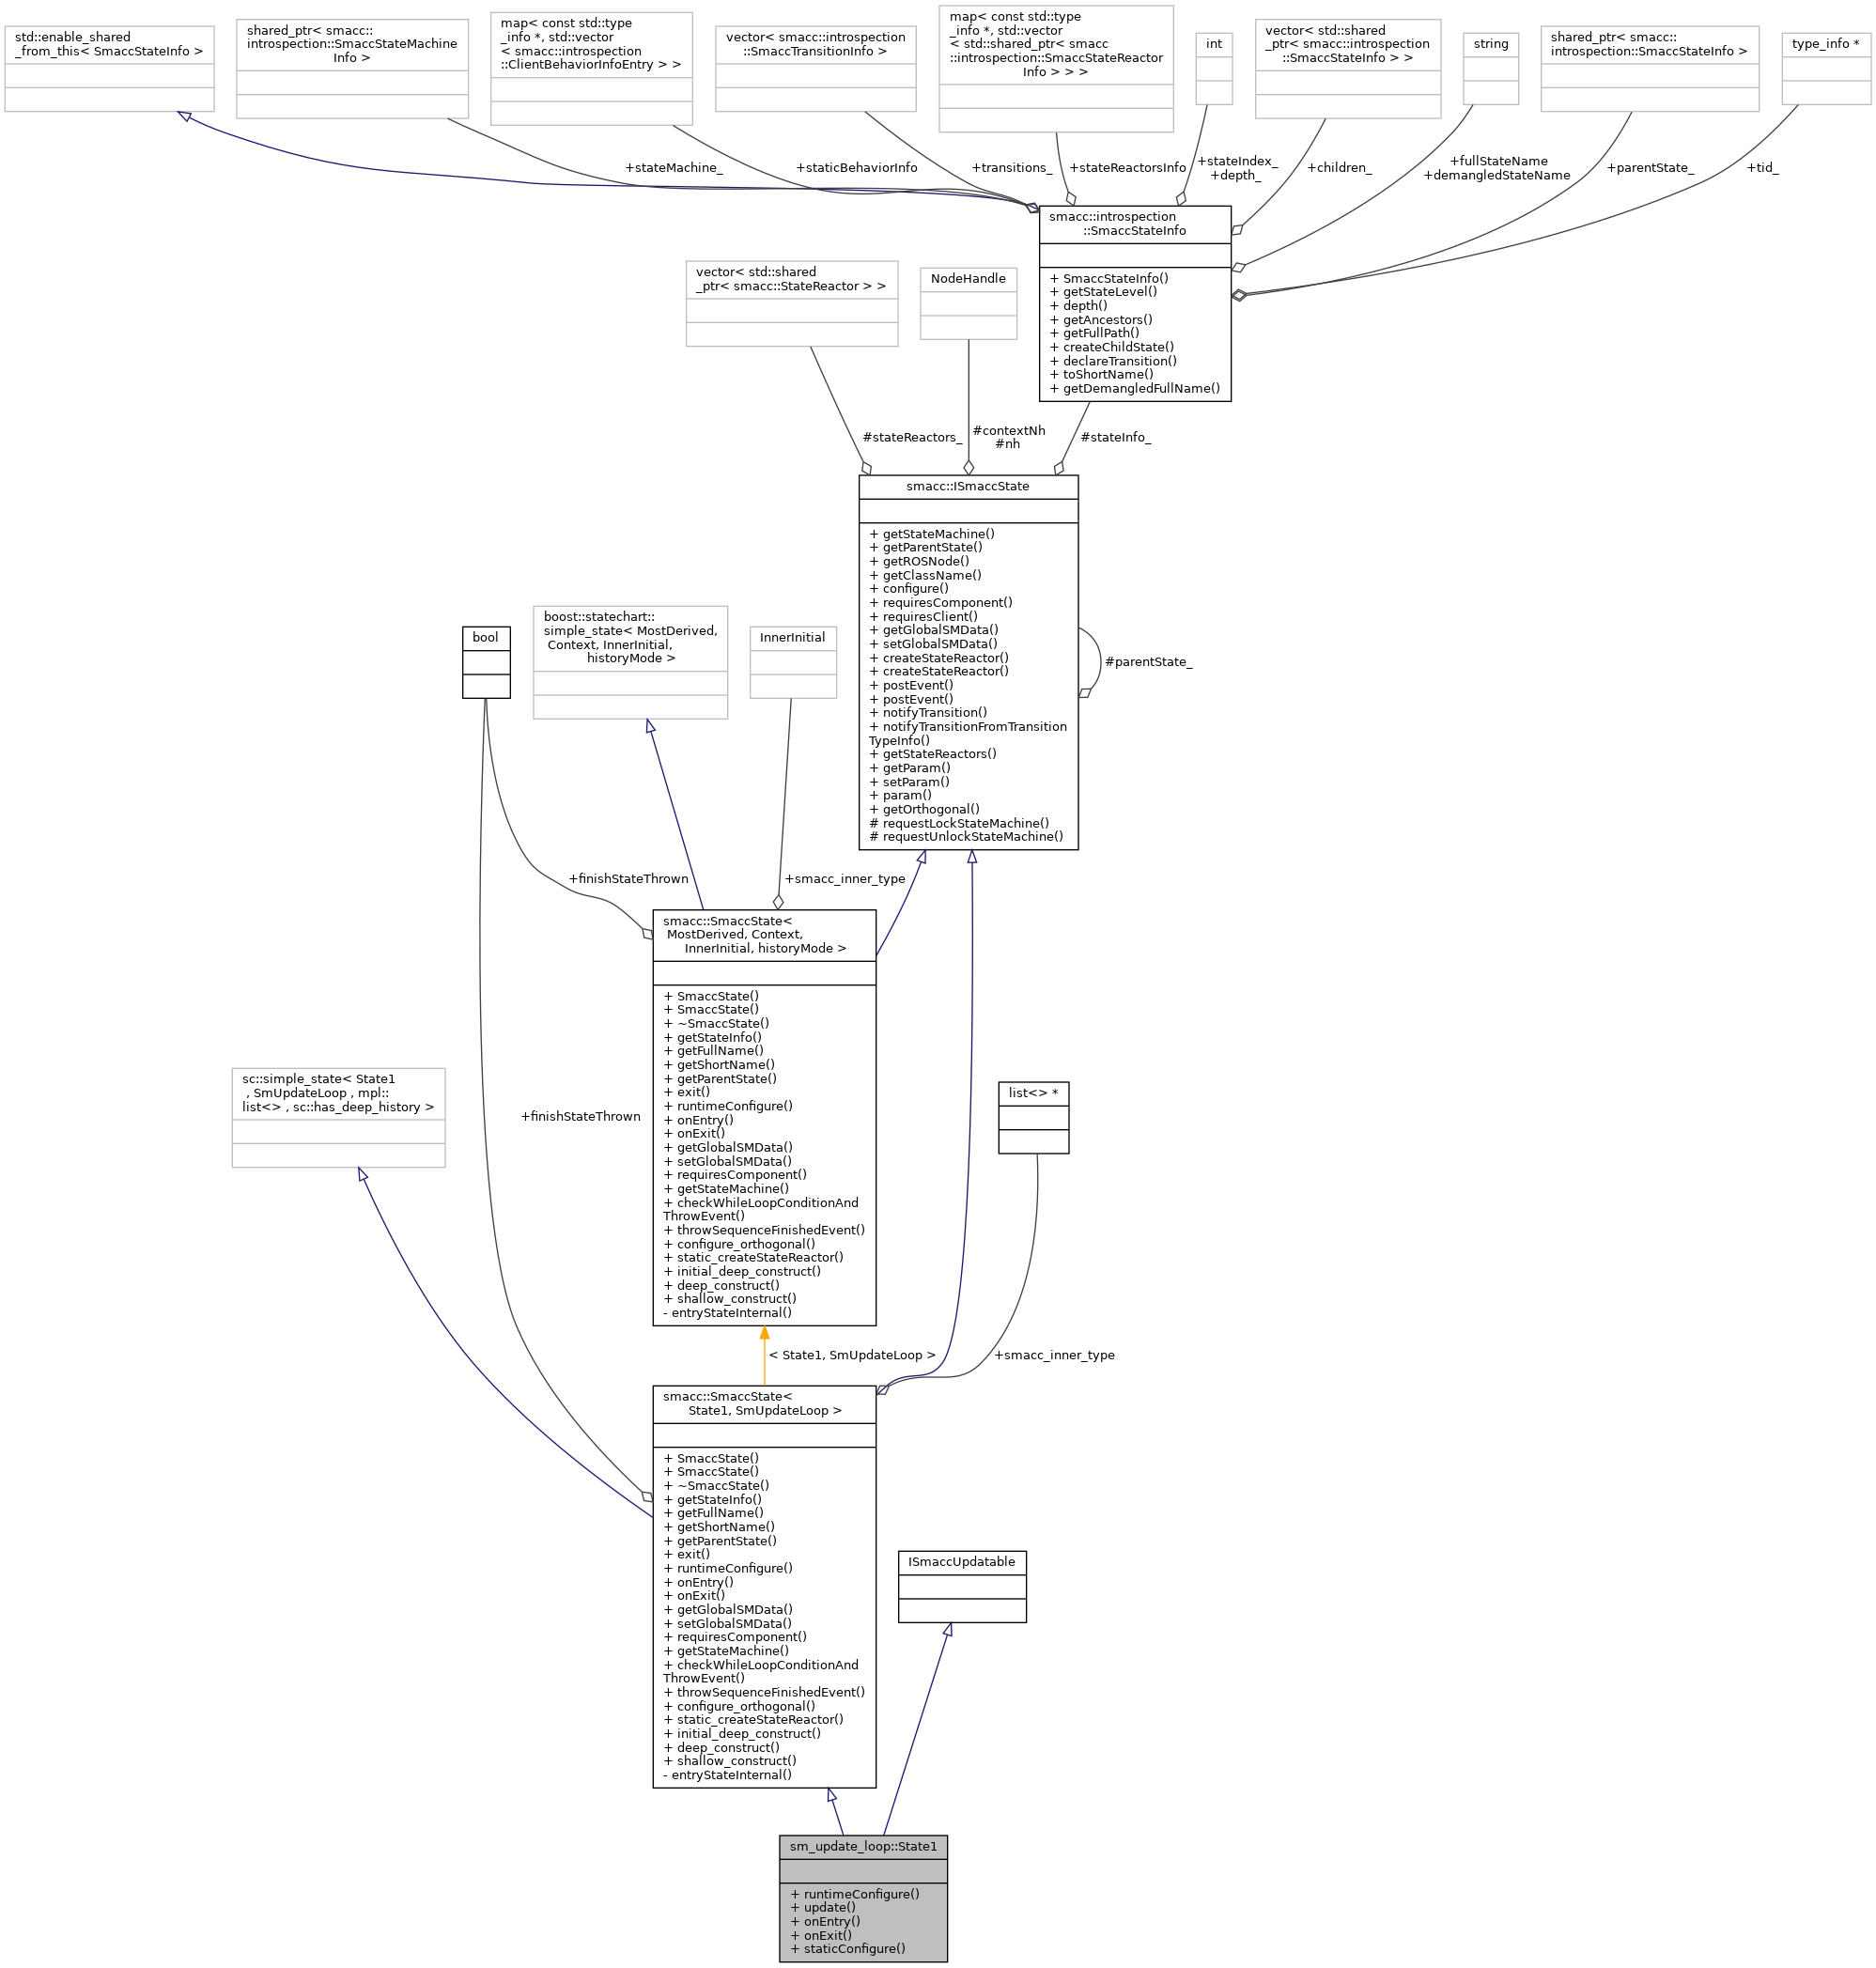 std::enable_shared
_from_this< SmaccStateInfo >
shared_ptr< smacc::
introspection::SmaccStateMachine
Info >
map< const std::type
_info *, std::vector
< smacc::introspection
::ClientBehaviorInfoEntry > >
vector< smacc::introspection
::SmaccTransitionInfo >
map< const std::type
_info *, std::vector
< std::shared_ptr< smacc
::introspection::SmaccStateReactor
Info > > >
int
vector< std::shared
_ptr< smacc::introspection
::SmaccStateInfo > >
string
shared_ptr< smacc::
introspection::SmaccStateInfo >
type_info *
+stateMachine_
+staticBehaviorInfo
+transitions_
+stateReactorsInfo
+stateIndex_
+depth_
+children_
+fullStateName
+demangledStateName
+parentState_
+tid_
smacc::introspection
::SmaccStateInfo
+ SmaccStateInfo()
+ getStateLevel()
+ depth()
+ getAncestors()
+ getFullPath()
+ createChildState()
+ declareTransition()
+ toShortName()
+ getDemangledFullName()
vector< std::shared
_ptr< smacc::StateReactor > >
NodeHandle
#stateReactors_
#contextNh
#nh
#stateInfo_
smacc::ISmaccState
+ getStateMachine()
+ getParentState()
+ getROSNode()
+ getClassName()
+ configure()
+ requiresComponent()
+ requiresClient()
+ getGlobalSMData()
+ setGlobalSMData()
+ createStateReactor()
+ createStateReactor()
+ postEvent()
+ postEvent()
+ notifyTransition()
+ notifyTransitionFromTransition
TypeInfo()
+ getStateReactors()
+ getParam()
+ setParam()
+ param()
+ getOrthogonal()
# requestLockStateMachine()
# requestUnlockStateMachine()
#parentState_
bool
boost::statechart::
simple_state< MostDerived,
Context, InnerInitial,
historyMode >
InnerInitial
+finishStateThrown
+smacc_inner_type
smacc::SmaccState<
MostDerived, Context,
InnerInitial, historyMode >
+ SmaccState()
+ SmaccState()
+ ~SmaccState()
+ getStateInfo()
+ getFullName()
+ getShortName()
+ getParentState()
+ exit()
+ runtimeConfigure()
+ onEntry()
+ onExit()
+ getGlobalSMData()
+ setGlobalSMData()
+ requiresComponent()
+ getStateMachine()
+ checkWhileLoopConditionAnd
ThrowEvent()
+ throwSequenceFinishedEvent()
+ configure_orthogonal()
+ static_createStateReactor()
+ initial_deep_construct()
+ deep_construct()
+ shallow_construct()
- entryStateInternal()
sc::simple_state< State1
, SmUpdateLoop , mpl::
list<> , sc::has_deep_history >
+finishStateThrown
list<> *
< State1, SmUpdateLoop >
+smacc_inner_type
smacc::SmaccState<
State1, SmUpdateLoop >
+ SmaccState()
+ SmaccState()
+ ~SmaccState()
+ getStateInfo()
+ getFullName()
+ getShortName()
+ getParentState()
+ exit()
+ runtimeConfigure()
+ onEntry()
+ onExit()
+ getGlobalSMData()
+ setGlobalSMData()
+ requiresComponent()
+ getStateMachine()
+ checkWhileLoopConditionAnd
ThrowEvent()
+ throwSequenceFinishedEvent()
+ configure_orthogonal()
+ static_createStateReactor()
+ initial_deep_construct()
+ deep_construct()
+ shallow_construct()
- entryStateInternal()
ISmaccUpdatable
sm_update_loop::State1
+ runtimeConfigure()
+ update()
+ onEntry()
+ onExit()
+ staticConfigure()